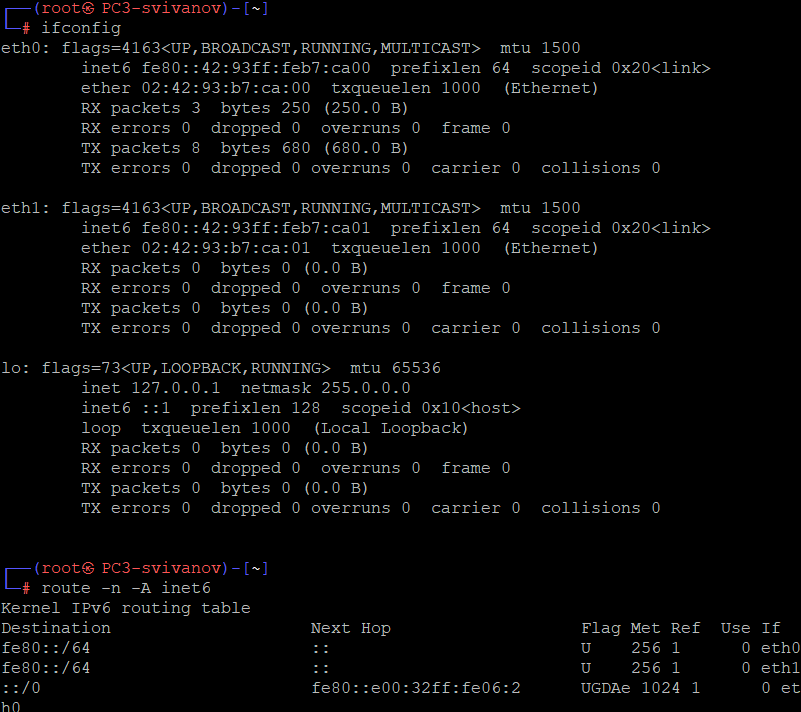 ┌──(root㉿ PC3-svivanov)-[~]
└─# ifconfig
eth0: flags=4163<UP,BROADCAST,RUNNING,MULTICAST>  mtu 1500
        inet6 fe80::42:93ff:feb7:ca00  prefixlen 64  scopeid 0x20<link>
        ether 02:42:93:b7:ca:00  txqueuelen 1000  (Ethernet)
        RX packets 3  bytes 250 (250.0 B)
        RX errors 0  dropped 0  overruns 0  frame 0
        TX packets 8  bytes 680 (680.0 B)
        TX errors 0  dropped 0 overruns 0  carrier 0  collisions 0

eth1: flags=4163<UP,BROADCAST,RUNNING,MULTICAST>  mtu 1500
        inet6 fe80::42:93ff:feb7:ca01  prefixlen 64  scopeid 0x20<link>
        ether 02:42:93:b7:ca:01  txqueuelen 1000  (Ethernet)
        RX packets 0  bytes 0 (0.0 B)
        RX errors 0  dropped 0  overruns 0  frame 0
        TX packets 0  bytes 0 (0.0 B)
        TX errors 0  dropped 0 overruns 0  carrier 0  collisions 0

lo: flags=73<UP,LOOPBACK,RUNNING>  mtu 65536
        inet 127.0.0.1  netmask 255.0.0.0
        inet6 ::1  prefixlen 128  scopeid 0x10<host>
        loop  txqueuelen 1000  (Local Loopback)
        RX packets 0  bytes 0 (0.0 B)
        RX errors 0  dropped 0  overruns 0  frame 0
        TX packets 0  bytes 0 (0.0 B)
        TX errors 0  dropped 0 overruns 0  carrier 0  collisions 0

┌──(root㉿ PC3-svivanov)-[~]
└─# route -n -A inet6
Kernel IPv6 routing table
Destination                    Next Hop                   Flag Met Ref  Use If
fe80::/64                      ::                         U    256 1      0 eth0
fe80::/64                      ::                         U    256 1      0 eth1
::/0                           fe80::e00:32ff:fe06:2      UGDAe 1024 1      0 et
h0